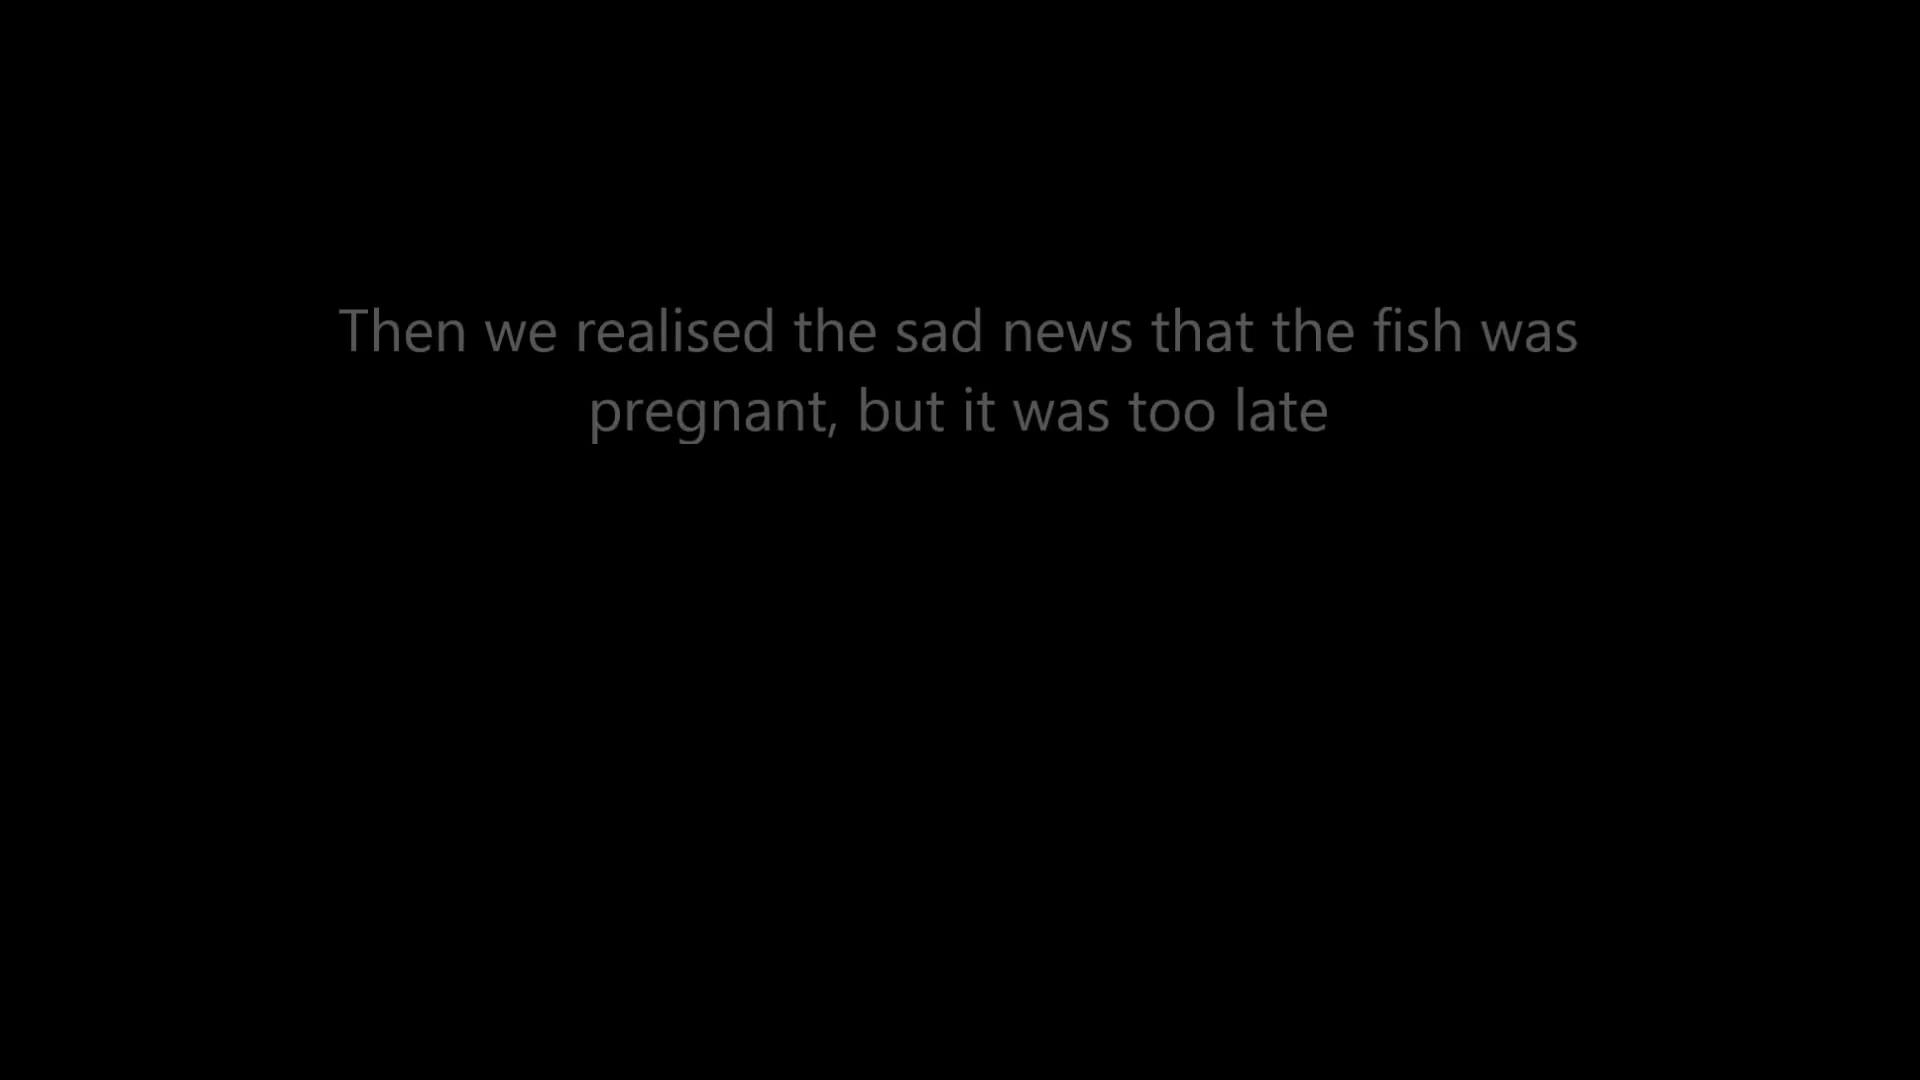 Then we realised the sad news that the fish was
pregnant, but it was too late